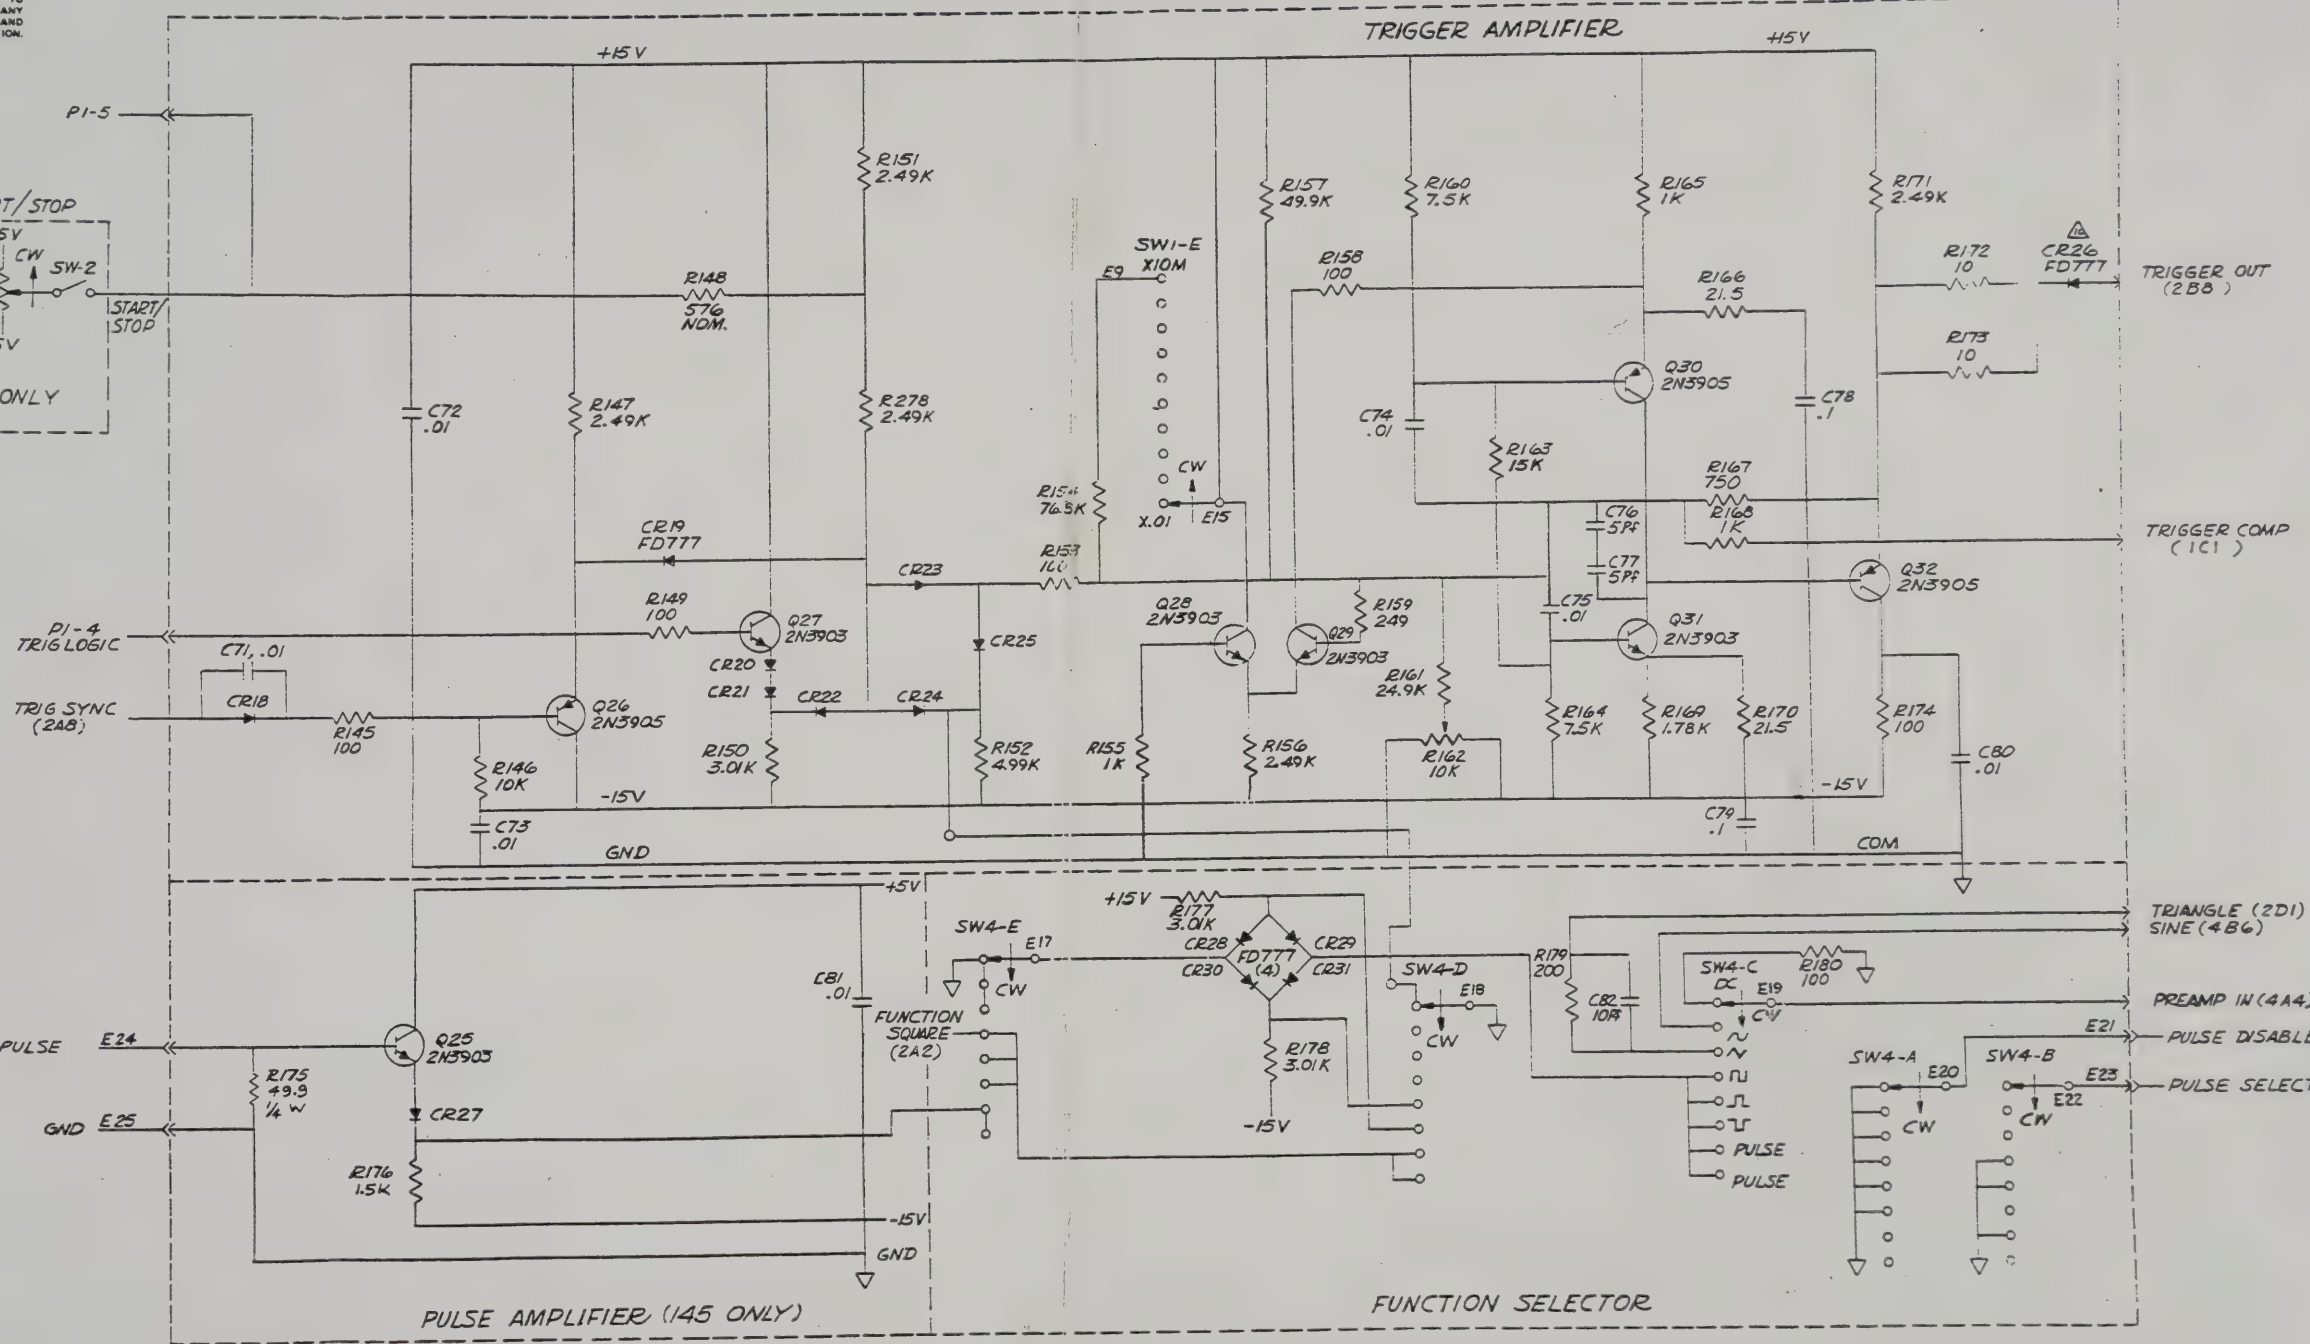 ANY
AND
ION.
TRIGGER AMPLIFIER
+15V
+15V
P1-5
R151
2.49K
R157
49.9K
R160
7.5K
R165
1K
R171
2.49K
T/STOP
5V
CW
SW-2
START/
STOP
5V
ONLY
R148
576
NOM.
SW1-E
X10M
E9
R158
100
R166
21.5
R172
10
CR26
FD777
TRIGGER OUT
(2B8)
R173
10
C72
.01
R147
2.49K
R278
2.49K
Q30
2N3905
C78
.1
C74
.01
R163
15K
CW
X.01
E15
CR19
FD777
R167
750
R168
1K
C76
5Pf
C77
5Pf
TRIGGER COMP
(1C1)
CR23
Q32
2N3905
P1-4
TRIG LOGIC
R149
100
Q27
2N3903
Q28
2N3903
R159
249
C75
.01
Q31
2N3903
CR25
Q29
2N3903
C71, .01
CR20
CR21
CR22
CR24
R161
24.9K
TRIG SYNC
(2A8)
CR18
R145
100
Q26
2N3905
R164
7.5K
R169
1.78K
R170
21.5
R174
100
R146
10K
R150
3.01K
R152
4.99K
R155
1K
R156
2.49K
R162
10K
C80
.01
-15V
-15V
C73
.01
C79
.1
GND
COM
+5V
+15V
R177
3.01K
TRIANGLE (2D1)
SINE (4B6)
SW4-E
E17
CR28
CR29
FD777
(4)
CR30
CR31
R179
200
SW4-C
DC
R180
100
C81
.01
CW
SW4-D
E18
C82
10Pf
E19
CW
PREAMP IN (4A4)
FUNCTION
SQUARE
(2A2)
CW
E21
PULSE DISABLE
PULSE
E24
Q25
2N3903
R178
3.01K
SW4-A
E20
SW4-B
E23
E22
PULSE SELECT
R175
49.9
1/4 W
CW
CW
GND
E25
CR27
-15V
PULSE
PULSE
R176
1.5K
-15V
GND
PULSE AMPLIFIER (145 ONLY)
FUNCTION SELECTOR